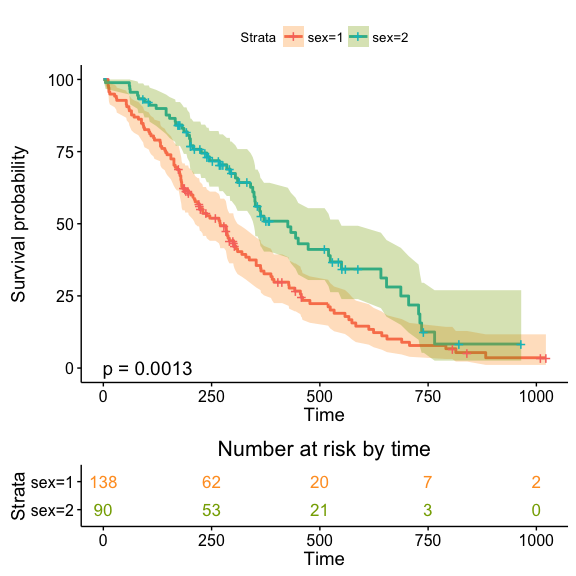 Strata sex=1 sex=2
Survival probability
100
75
50
25
0
p = 0.0013
0 250 500 750 1000
Time
Number at risk by time
Strata
sex=1 138 62 20 7 2
sex=2 90 53 21 3 0
0 250 500 750 1000
Time